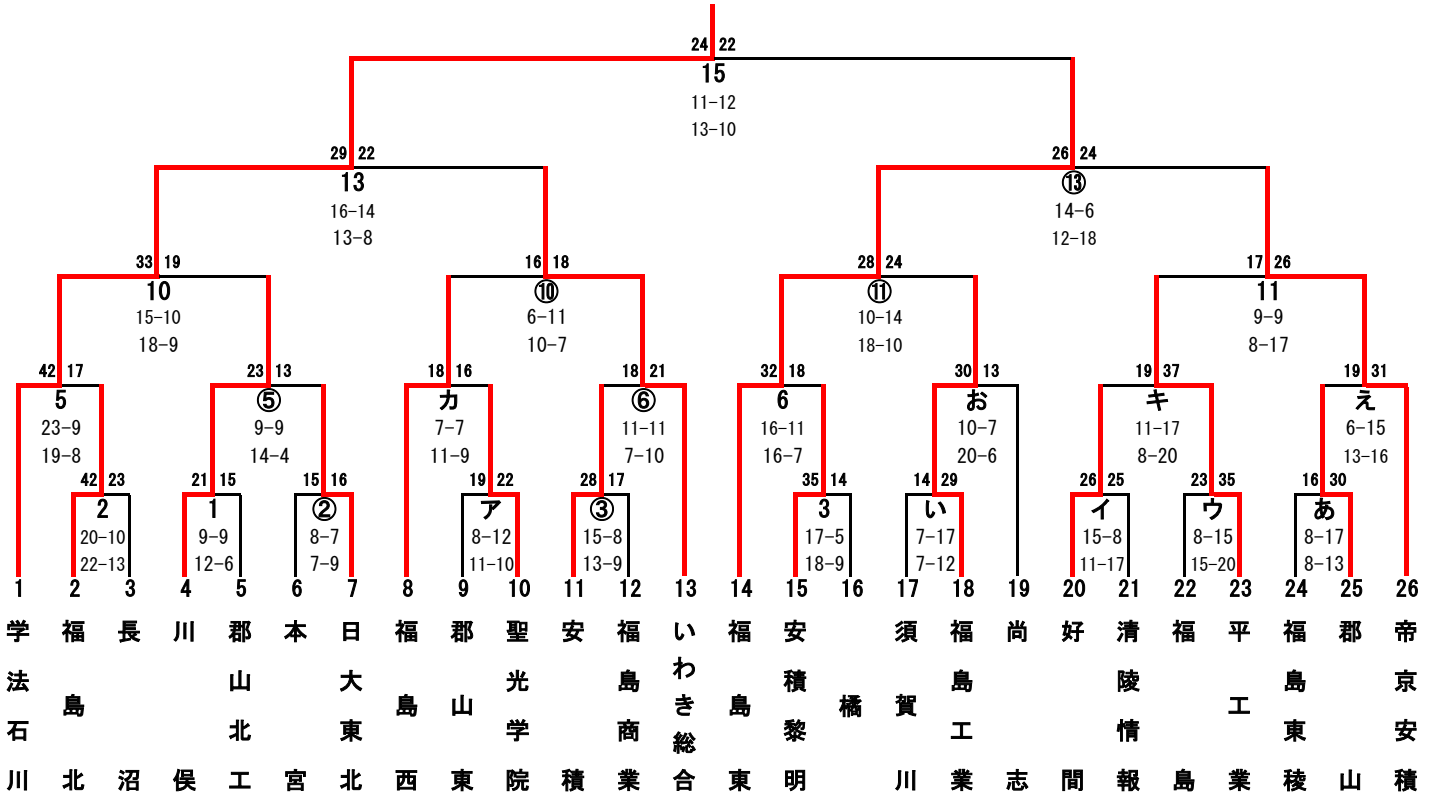 24 22
15
11-12
13-10
29 22
26 24
13
⑬
16-14
14-6
13-8
12-18
33 19
16 18
28 24
17 26
10
⑩
⑪
11
15-10
6-11
10-14
9-9
18-9
10-7
18-10
8-17
42 17
23 13
18 16
18 21
32 18
30 13
19 37
19 31
5
⑤
カ
⑥
6
お
キ
え
23-9
9-9
7-7
11-11
16-11
10-7
11-17
6-15
19-8
14-4
11-9
7-10
16-7
20-6
8-20
13-16
42 23
21 15
15 16
19 22
28 17
35 14
14 29
26 25
23 35
16 30
2
1
②
ア
③
3
い
イ
ウ
あ
20-10
9-9
8-7
8-12
15-8
17-5
7-17
15-8
8-15
8-17
22-13
12-6
7-9
11-10
13-9
18-9
7-12
11-17
15-20
8-13
1 2 3 4 5 6 7 8 9 10 11 12 13 14 15 16 17 18 19 20 21 22 23 24 25 26
学法石川
福島北
長沼
川俣
郡山北工
本宮
日大東北
福島西
郡山東
聖光学院
安積
福島商業
いわき総合
福島東
安積黎明
橘
須賀川
福島工業
尚志
好間
清陵情報
福島
平工業
福島東稜
郡山
帝京安積